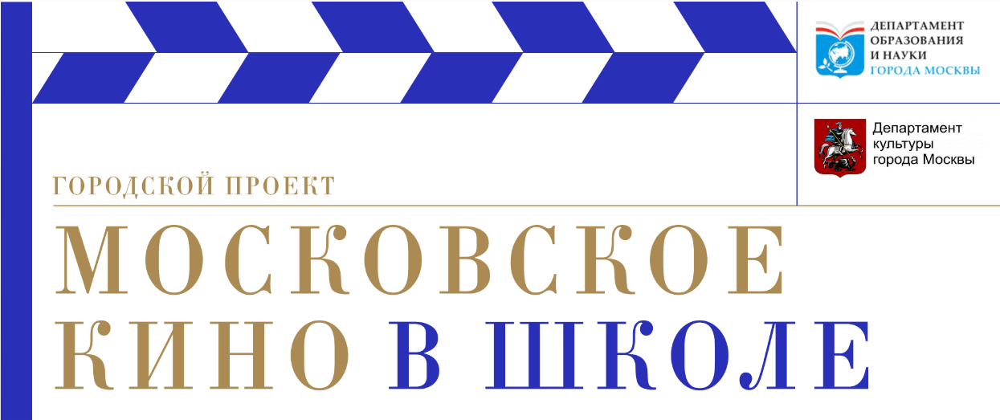 ДЕПАРТАМЕНТ
ОБРАЗОВАНИЯ
И НАУКИ
ГОРОДА МОСКВЫ
Департамент
культуры
города Москвы
ГОРОДСКОЙ ПРОЕКТ
МОСКОВСКОЕ
КИНО В ШКОЛЕ